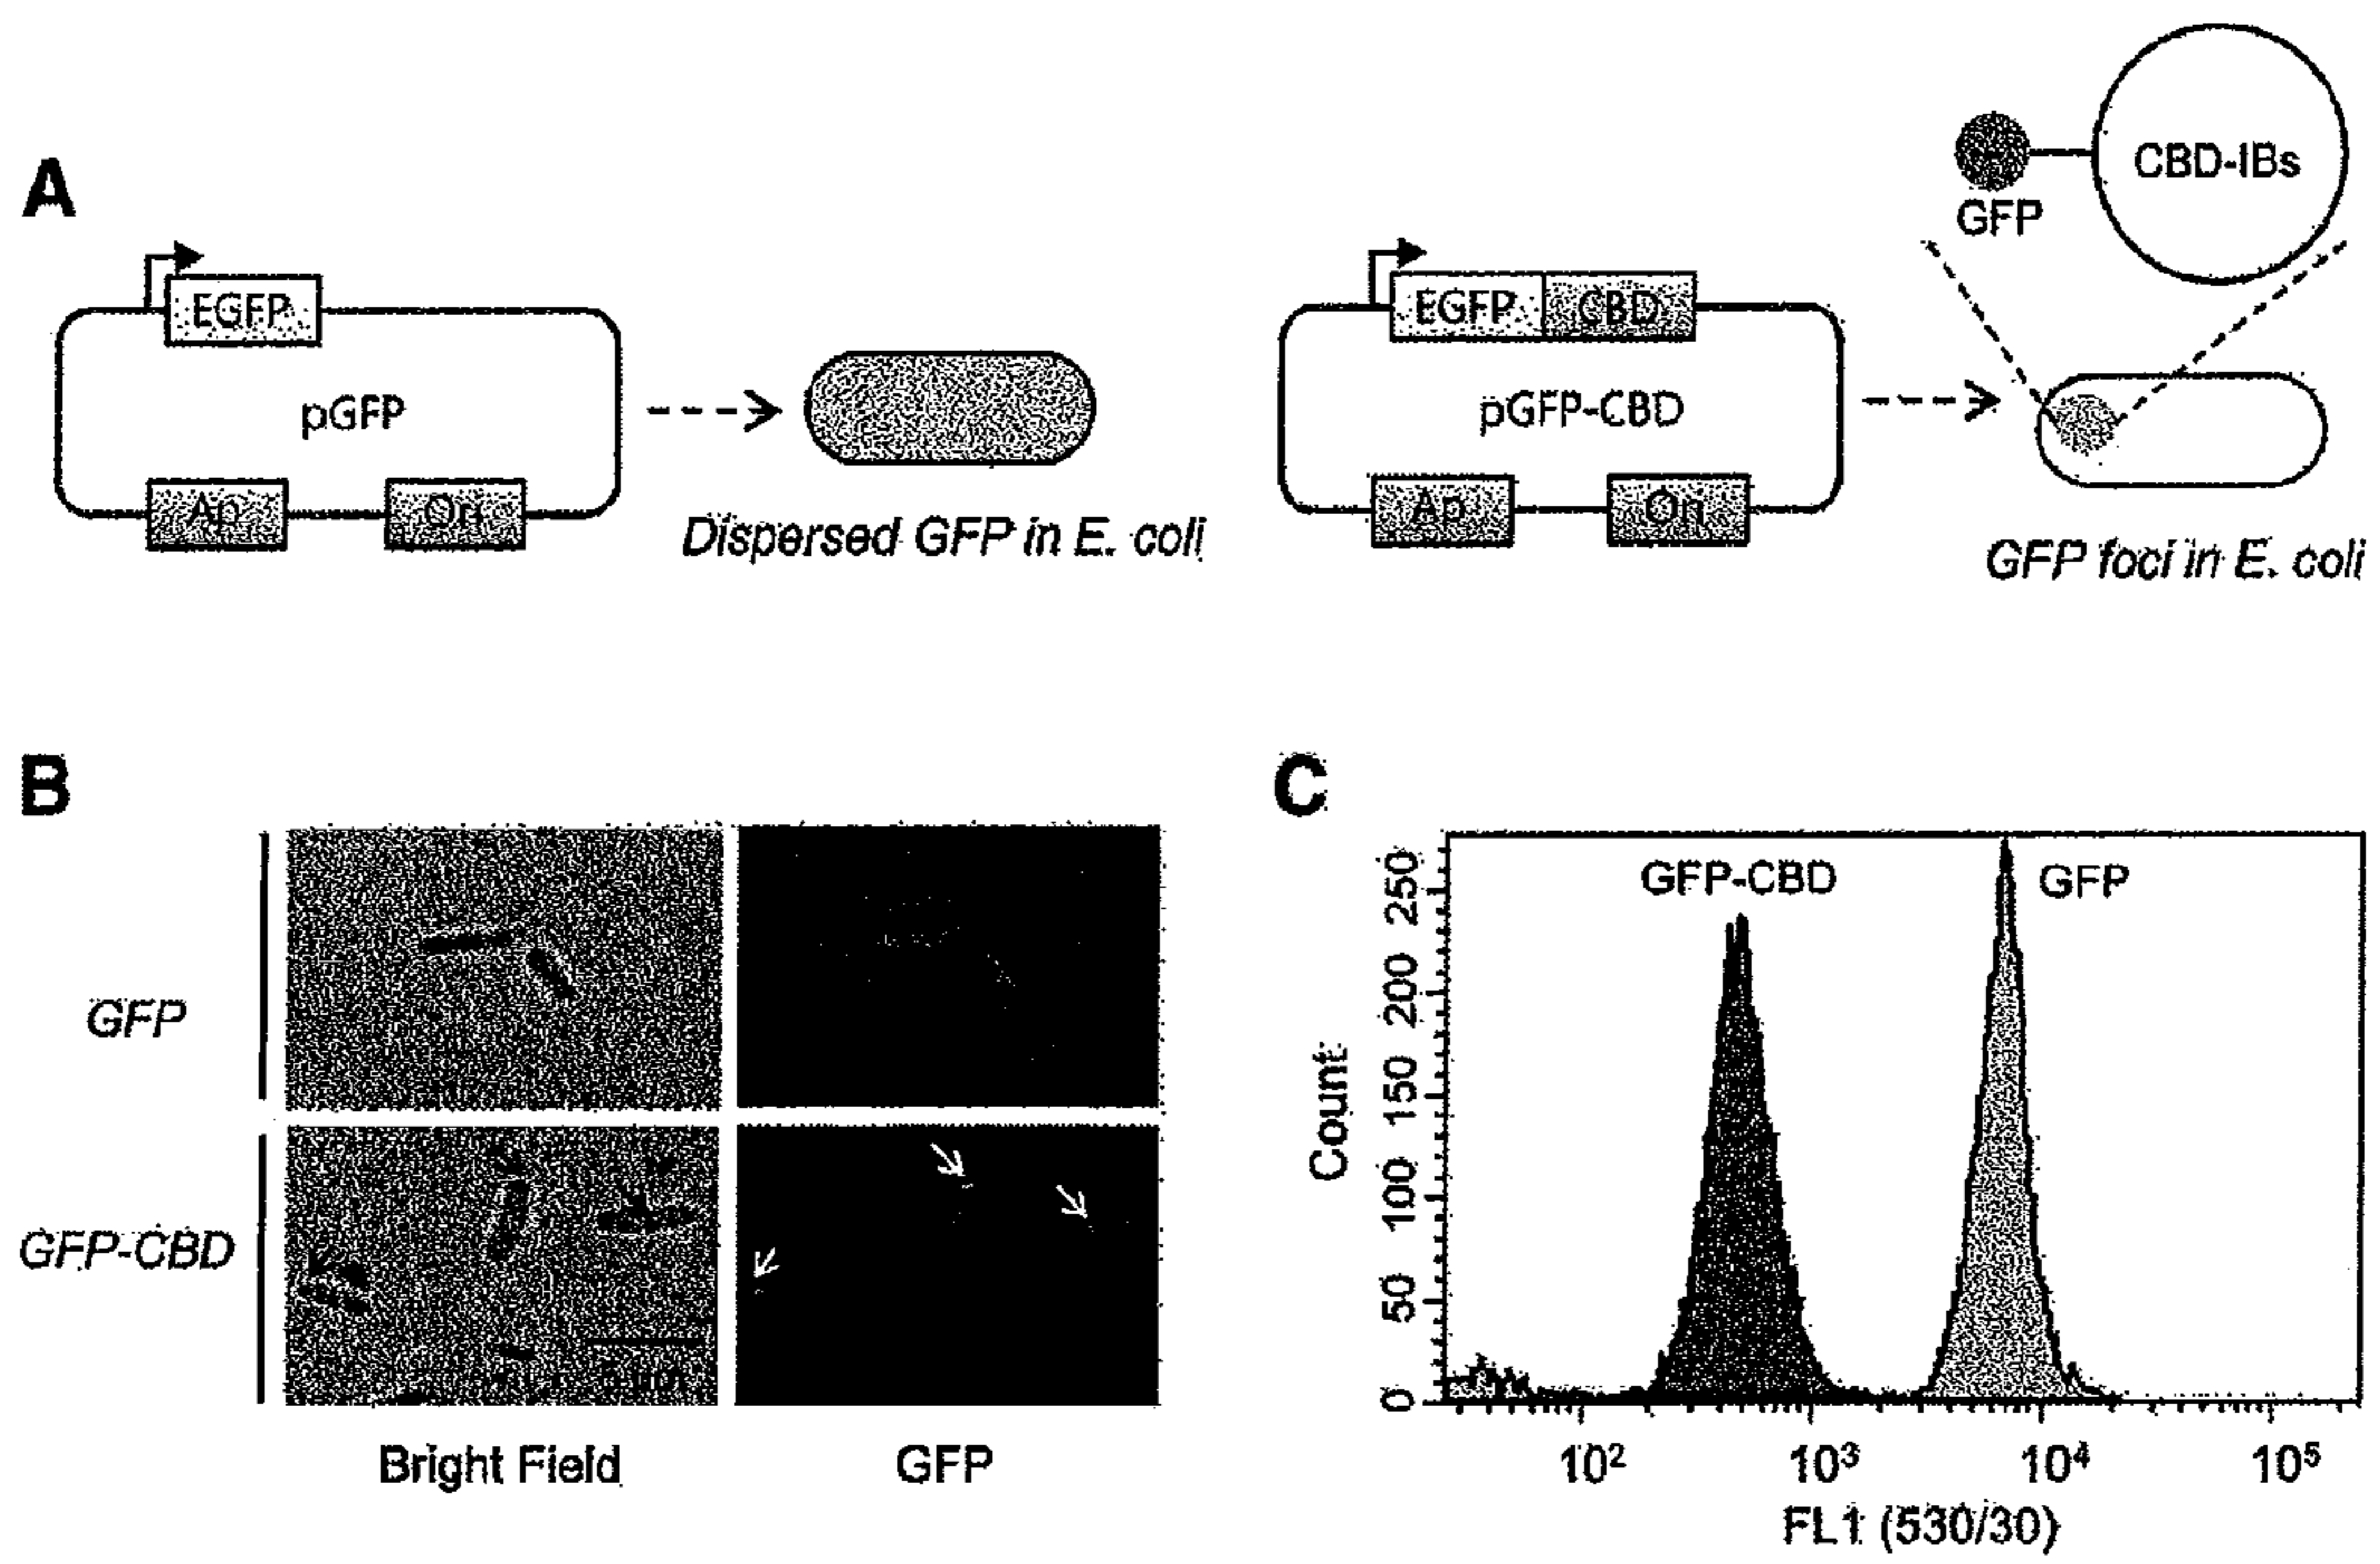 A
EGFP
pGFP
Ap
Ori
Dispersed GFP in E. coli
EGFP CBD
pGFP-CBD
Ap
Ori
GFP
CBD-IBs
GFP foci in E. coli
B
GFP
GFP-CBD
Bright Field
GFP
C
GFP-CBD
GFP
Count
0 50 100 150 200 250
10² 10³ 10⁴ 10⁵
FL1 (530/30)